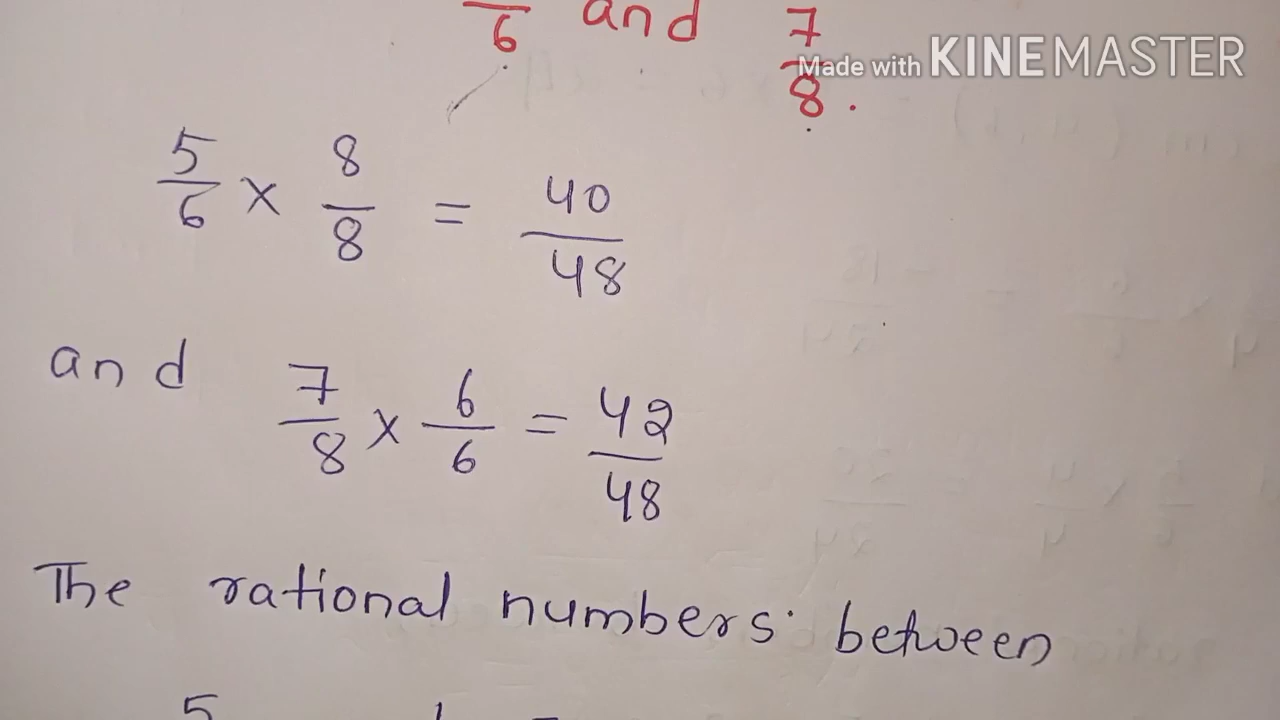 6 and 7/8.
Made with KINEMASTER
5/6 × 8/8 = 40/48
and 7/8 × 6/6 = 42/48
The rational numbers between
5